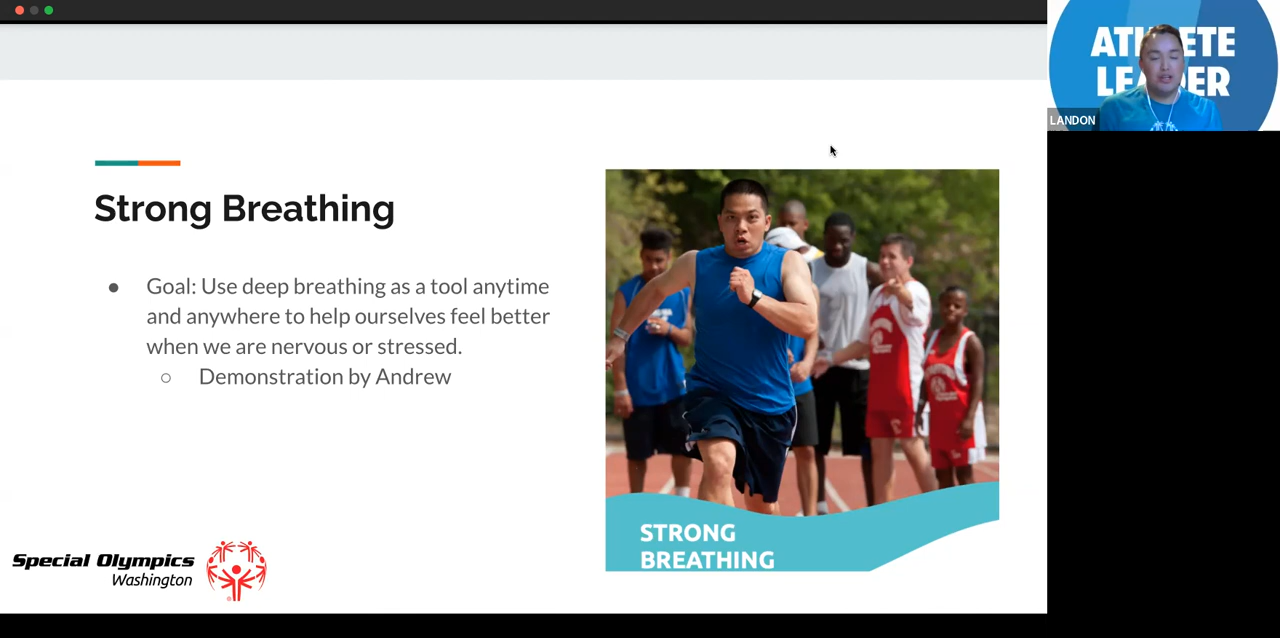 ATHLETE
LEADER
LANDON
Strong Breathing
● Goal: Use deep breathing as a tool anytime
and anywhere to help ourselves feel better
when we are nervous or stressed.
○ Demonstration by Andrew
STRONG
BREATHING
Special Olympics
Washington